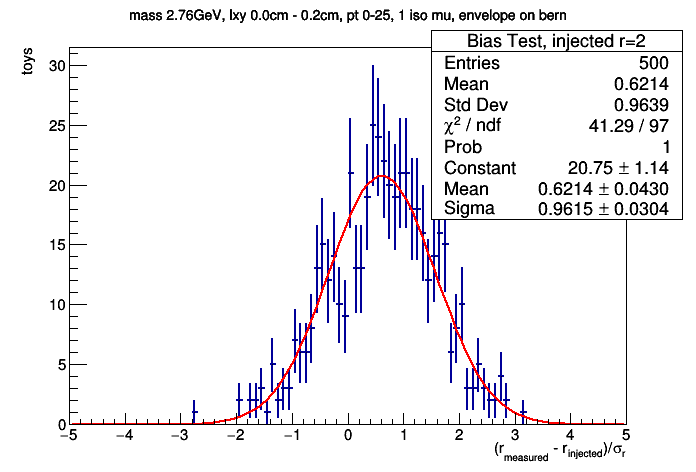 mass 2.76GeV, lxy 0.0cm - 0.2cm, pt 0-25, 1 iso mu, envelope on bern
Bias Test, injected r=2
Entries 500
Mean 0.6214
Std Dev 0.9639
χ² / ndf 41.29 / 97
Prob 1
Constant 20.75 ± 1.14
Mean 0.6214 ± 0.0430
Sigma 0.9615 ± 0.0304
toys
30
25
20
15
10
5
0
−5 −4 −3 −2 −1 0 1 2 3 4 5
(r_measured - r_injected)/σ_r